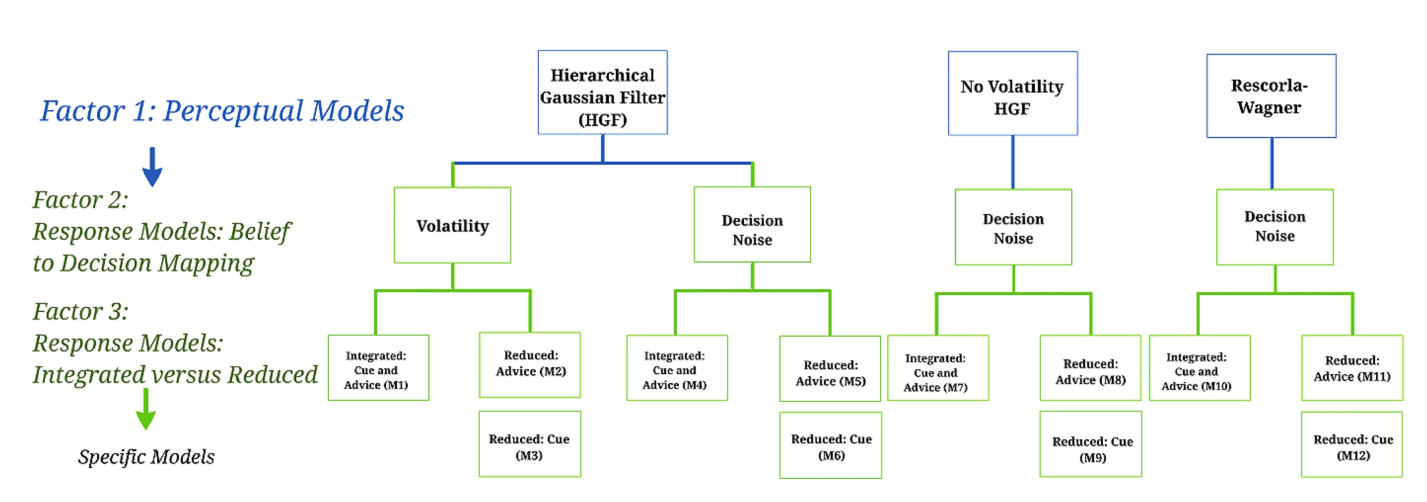 Hierarchical
Gaussian Filter
(HGF)
No Volatility
HGF
Rescorla-
Wagner
Factor 1: Perceptual Models
Factor 2:
Response Models: Belief
to Decision Mapping
Volatility
Decision
Noise
Decision
Noise
Decision
Noise
Factor 3:
Response Models:
Integrated versus Reduced
Integrated:
Cue and
Advice (M1)
Reduced:
Advice (M2)
Integrated:
Cue and
Advice (M4)
Reduced:
Advice (M5)
Integrated:
Cue and
Advice (M7)
Reduced:
Advice (M8)
Integrated:
Cue and
Advice (M10)
Reduced:
Advice (M11)
Specific Models
Reduced: Cue
(M3)
Reduced: Cue
(M6)
Reduced: Cue
(M9)
Reduced: Cue
(M12)